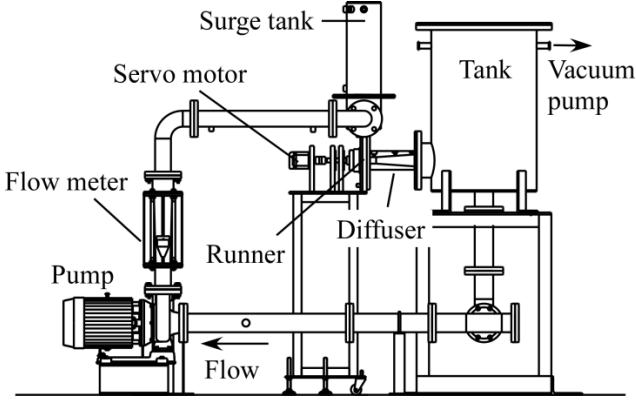 Surge tank
Servo motor
Tank
Vacuum
pump
Flow meter
Runner
Diffuser
Pump
Flow